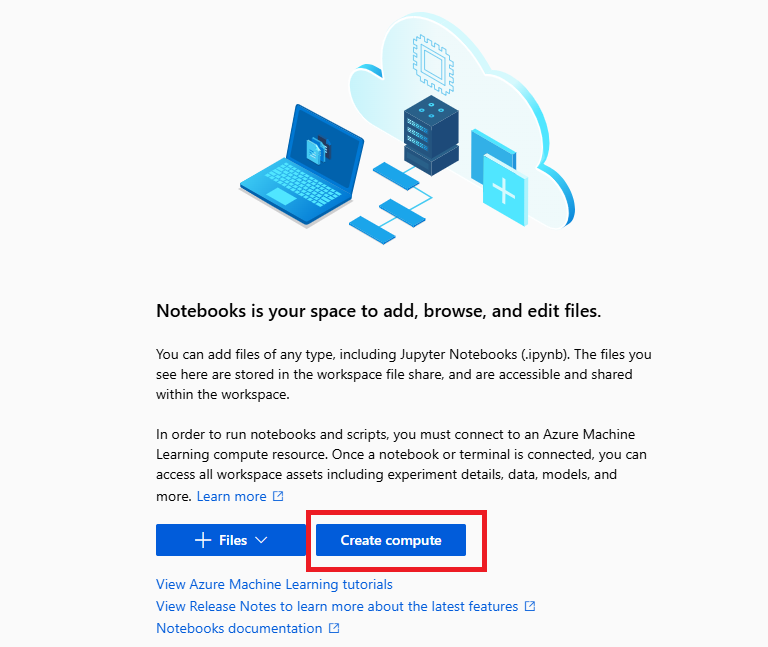 Notebooks is your space to add, browse, and edit files.
You can add files of any type, including Jupyter Notebooks (.ipynb). The files you
see here are stored in the workspace file share, and are accessible and shared
within the workspace.
In order to run notebooks and scripts, you must connect to an Azure Machine
Learning compute resource. Once a notebook or terminal is connected, you can
access all workspace assets including experiment details, data, models, and
more. Learn more
Files
Create compute
View Azure Machine Learning tutorials
View Release Notes to learn more about the latest features
Notebooks documentation